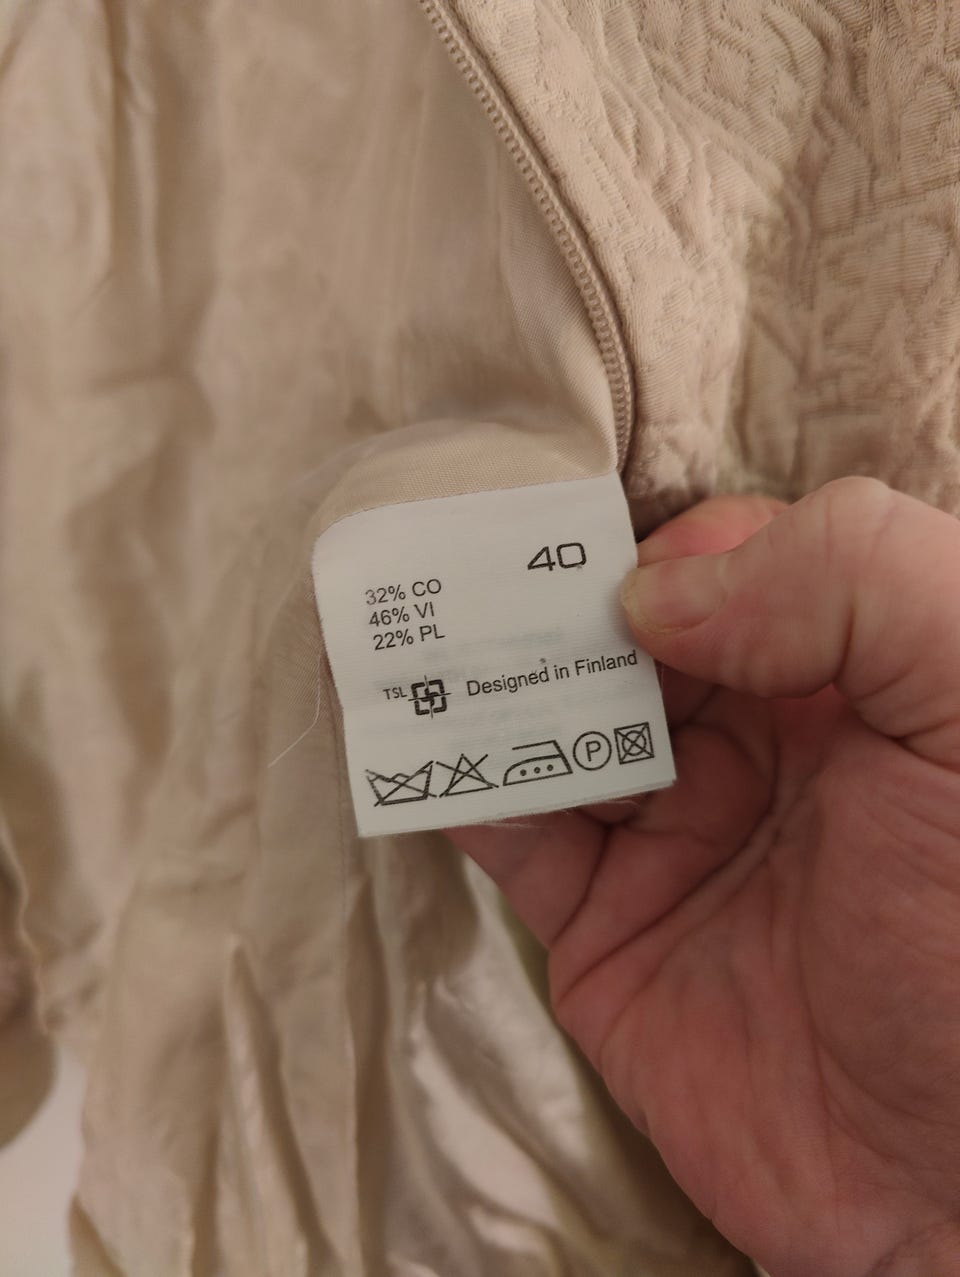 40
32% CO
46% VI
22% PL
TSL Designed in Finland
P